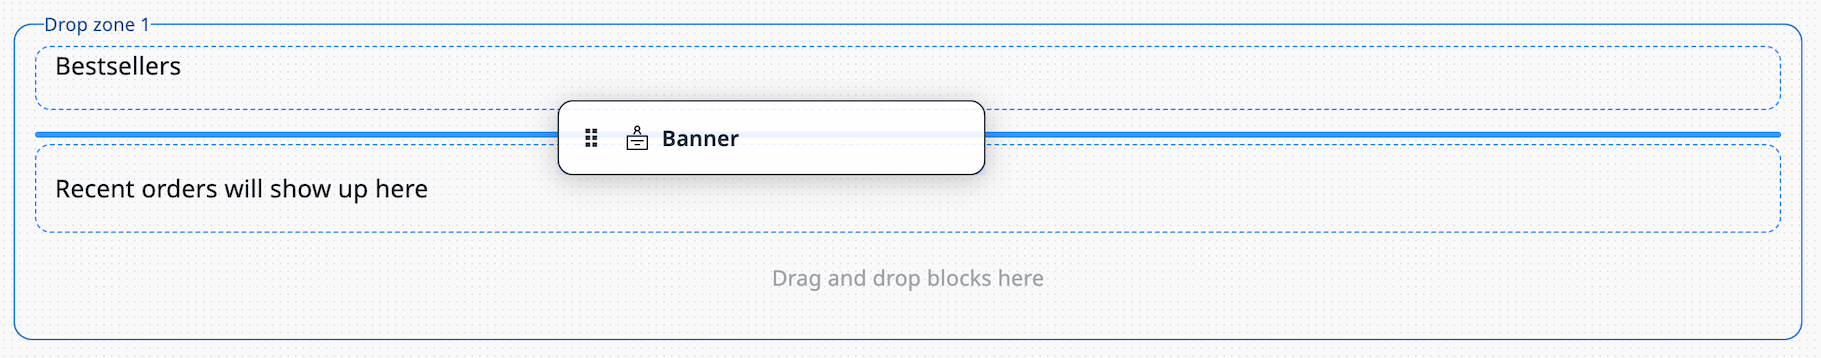 Drop zone 1
Bestsellers
Banner
Recent orders will show up here
Drag and drop blocks here